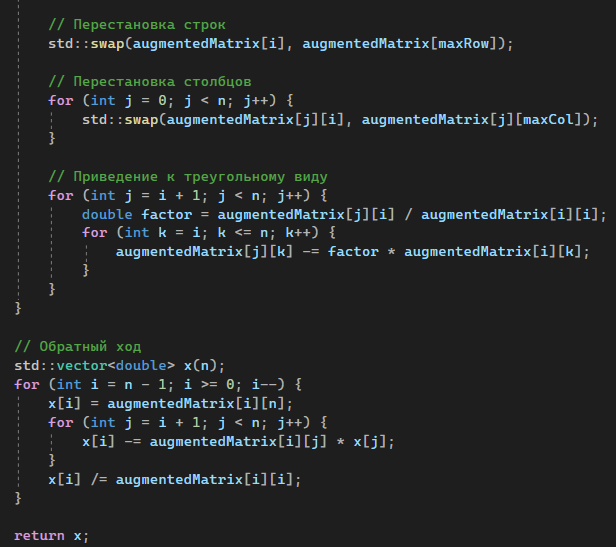 // Перестановка строк
std::swap(augmentedMatrix[i], augmentedMatrix[maxRow]);
// Перестановка столбцов
for (int j = 0; j < n; j++) {
std::swap(augmentedMatrix[j][i], augmentedMatrix[j][maxCol]);
}
// Приведение к треугольному виду
for (int j = i + 1; j < n; j++) {
double factor = augmentedMatrix[j][i] / augmentedMatrix[i][i];
for (int k = i; k <= n; k++) {
augmentedMatrix[j][k] -= factor * augmentedMatrix[i][k];
}
}
}
// Обратный ход
std::vector<double> x(n);
for (int i = n - 1; i >= 0; i--) {
x[i] = augmentedMatrix[i][n];
for (int j = i + 1; j < n; j++) {
x[i] -= augmentedMatrix[i][j] * x[j];
}
x[i] /= augmentedMatrix[i][i];
}
return x;